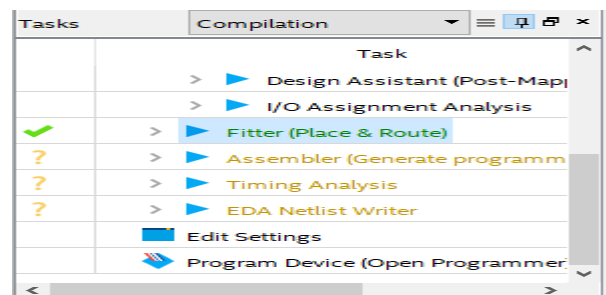 Tasks Compilation
Task
Design Assistant (Post-Mapp
I/O Assignment Analysis
Fitter (Place & Route)
Assembler (Generate programm
Timing Analysis
EDA Netlist Writer
Edit Settings
Program Device (Open Programmer